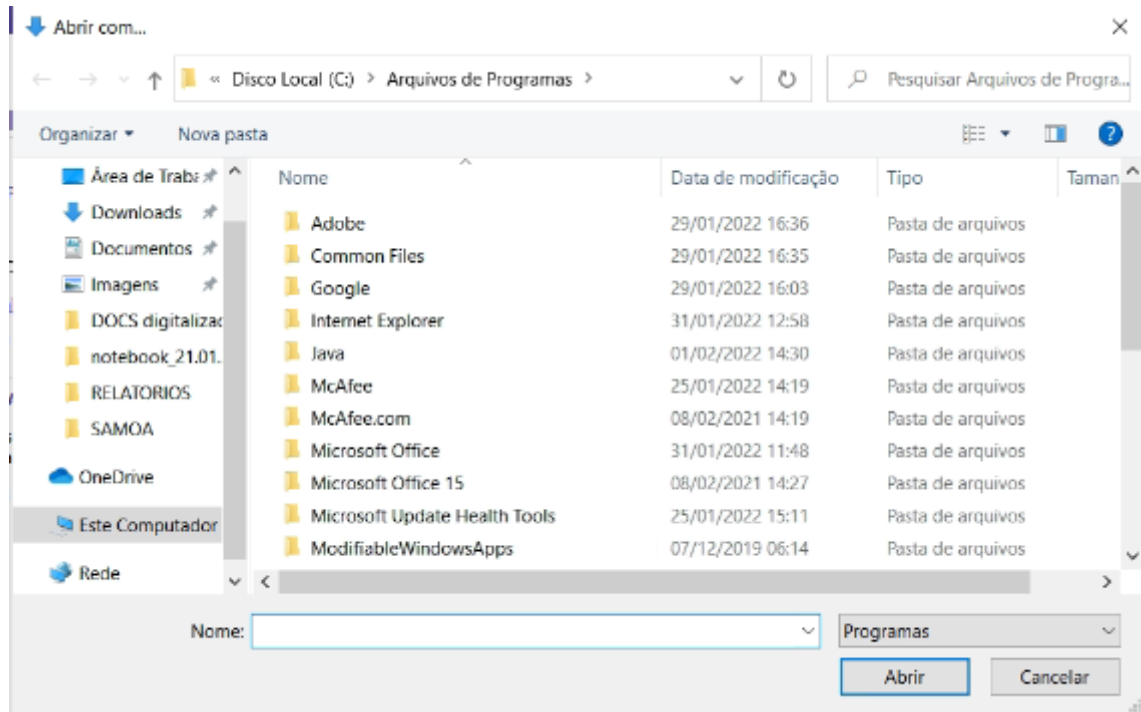 Abrir com...
« Disco Local (C:) > Arquivos de Programas >
Pesquisar Arquivos de Progra...
Organizar
Nova pasta
Área de Traba
Downloads
Documentos
Imagens
DOCS digitalizac
notebook_21.01.
RELATORIOS
SAMOA
OneDrive
Este Computador
Rede
Nome Data de modificação Tipo Taman
Adobe 29/01/2022 16:36 Pasta de arquivos
Common Files 29/01/2022 16:35 Pasta de arquivos
Google 29/01/2022 16:03 Pasta de arquivos
Internet Explorer 31/01/2022 12:58 Pasta de arquivos
Java 01/02/2022 14:30 Pasta de arquivos
McAfee 25/01/2022 14:19 Pasta de arquivos
McAfee.com 08/02/2021 14:19 Pasta de arquivos
Microsoft Office 31/01/2022 11:48 Pasta de arquivos
Microsoft Office 15 08/02/2021 14:27 Pasta de arquivos
Microsoft Update Health Tools 25/01/2022 15:11 Pasta de arquivos
ModifiableWindowsApps 07/12/2019 06:14 Pasta de arquivos
Nome:
Programas
Abrir
Cancelar